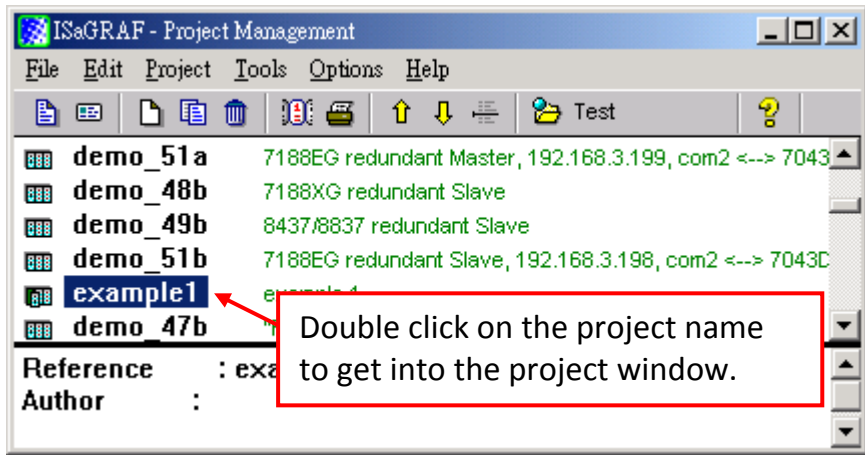 ISaGRAF - Project Management
File Edit Project Tools Options Help
Test
demo_51a 7188EG redundant Master, 192.168.3.199, com2 <--> 7043
demo_48b 7188XG redundant Slave
demo_49b 8437/8837 redundant Slave
demo_51b 7188EG redundant Slave, 192.168.3.198, com2 <--> 7043D
example1
demo_47b
Double click on the project name
to get into the project window.
Reference : exa
Author :